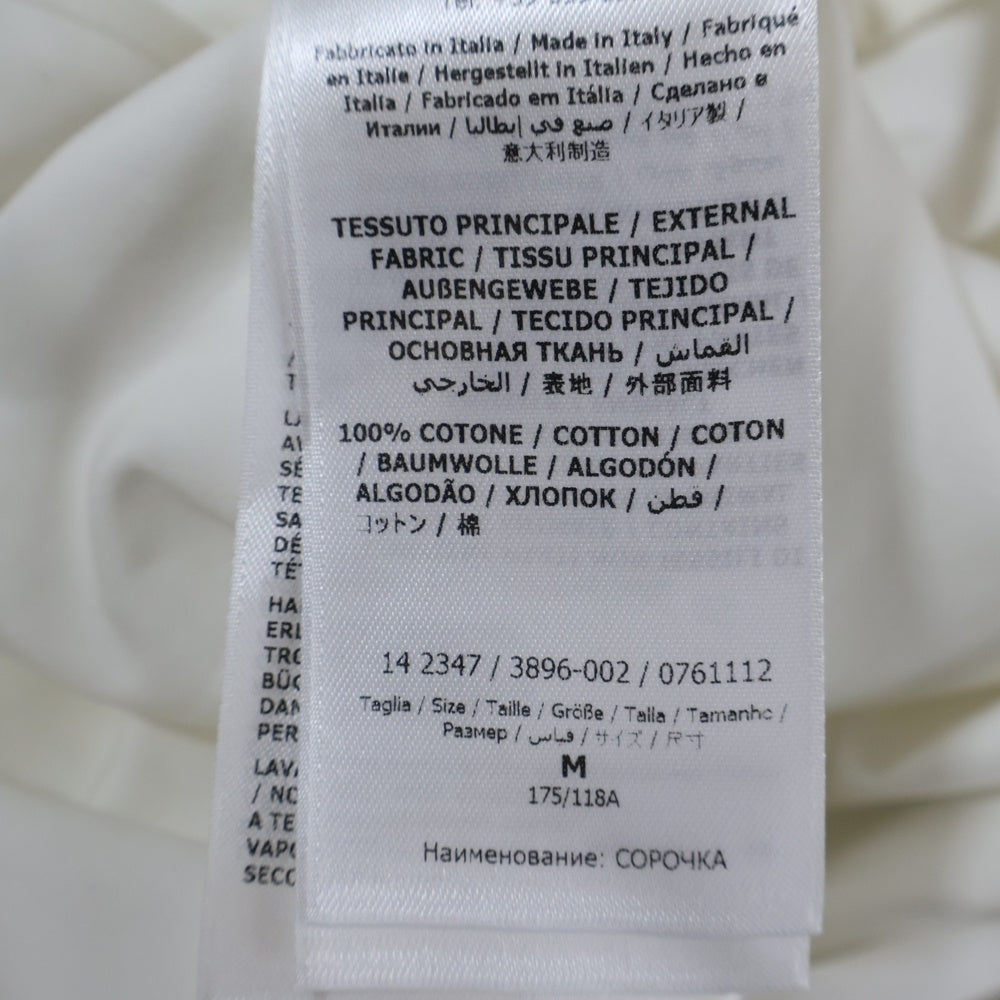 Fabbricato in Italia / Made in Italy / Fabriqué
en Italie / Hergestellt in Italien / Hecho en
Italia / Fabricado em Itália / Сделано в
Италии / صنع في إيطاليا / イタリア製 /
意大利制造
TESSUTO PRINCIPALE / EXTERNAL
FABRIC / TISSU PRINCIPAL /
AUßENGEWEBE / TEJIDO
PRINCIPAL / TECIDO PRINCIPAL /
ОСНОВНАЯ ТКАНЬ / القماش
الخارجي / 表地 / 外部面料
100% COTONE / COTTON / COTON
/ BAUMWOLLE / ALGODÓN /
ALGODÃO / ХЛОПОК / قطن /
コットン / 棉
14 2347 / 3896-002 / 0761112
Taglia / Size / Taille / Größe / Talla / Tamanho /
Размер / قياس / サイズ / 尺寸
M
175/118A
Наименование: СОРОЧКА